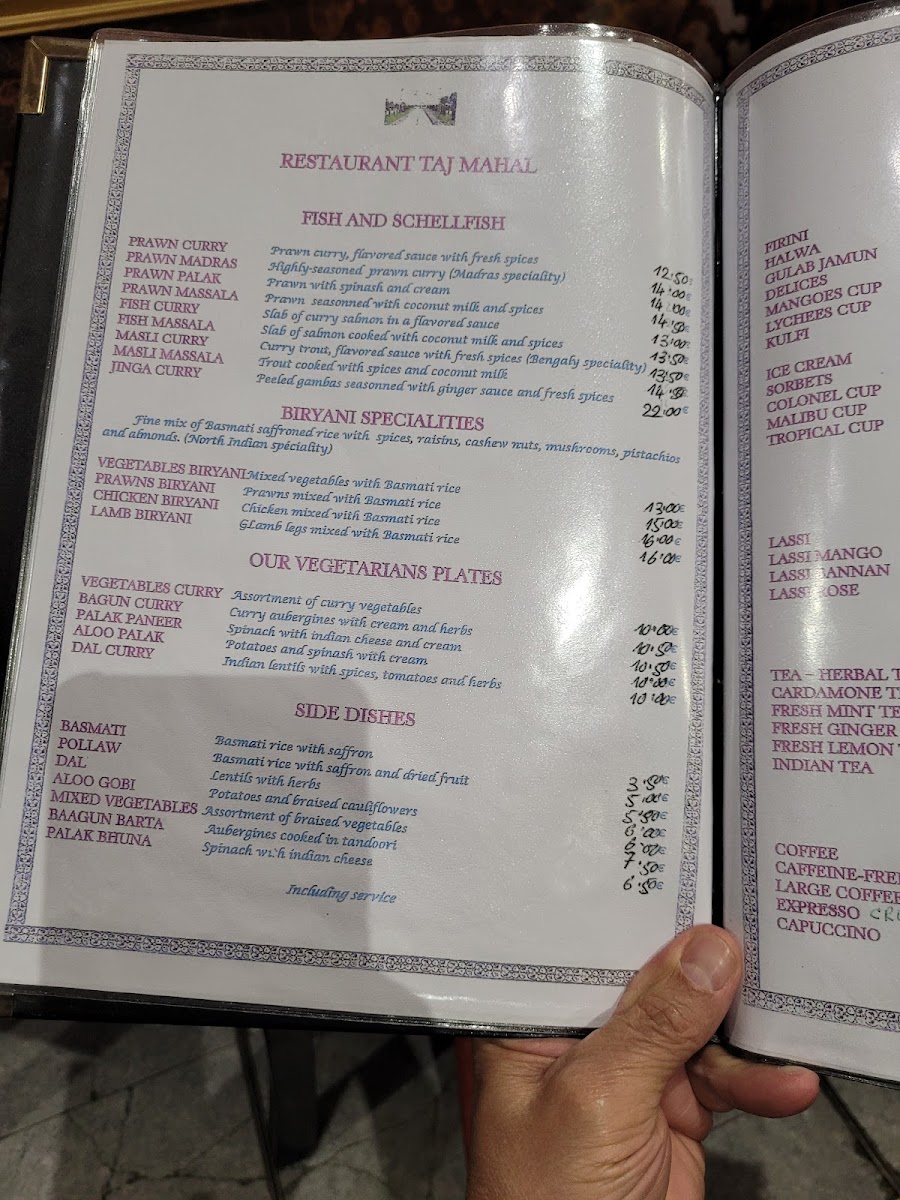 RESTAURANT TAJ MAHAL
FISH AND SCHELLFISH
PRAWN CURRY Prawn curry, flavored sauce with fresh spices 12.50€
PRAWN MADRAS Highly-seasoned prawn curry (Madras speciality) 14.00€
PRAWN PALAK Prawn with spinash and cream 14.00€
PRAWN MASSALA Prawn seasonned with coconut milk and spices 14.50€
FISH CURRY Slab of curry salmon in a flavored sauce 13.00€
FISH MASSALA Slab of salmon cooked with coconut milk and spices 13.50€
MASLI CURRY Curry trout, flavored sauce with fresh spices (Bengaly speciality) 13.50€
MASLI MASSALA Trout cooked with spices and coconut milk 14.50€
JINGA CURRY Peeled gambas seasonned with ginger sauce and fresh spices 22.00€
BIRYANI SPECIALITIES
Fine mix of Basmati saffroned rice with spices, raisins, cashew nuts, mushrooms, pistachios
and almonds. (North Indian spéciality)
VEGETABLES BIRYANI Mixed vegetables with Basmati rice 13.00€
PRAWNS BIRYANI Prawns mixed with Basmati rice 15.00€
CHICKEN BIRYANI Chicken mixed with Basmati rice 16.00€
LAMB BIRYANI GLamb legs mixed with Basmati rice 16.00€
OUR VEGETARIANS PLATES
VEGETABLES CURRY Assortment of curry vegetables 10.00€
BAGUN CURRY Curry aubergines with cream and herbs 10.50€
PALAK PANEER Spinach with indian cheese and cream 10.50€
ALOO PALAK Potatoes and spinash with cream 10.00€
DAL CURRY Indian lentils with spices, tomatoes and herbs 10.00€
SIDE DISHES
BASMATI Basmati rice with saffron 3.50€
POLLAW Basmati rice with saffron and dried fruit 5.00€
DAL Lentils with herbs 5.50€
ALOO GOBI Potatoes and braised cauliflowers 6.00€
MIXED VEGETABLES Assortment of braised vegetables 6.00€
BAAGUN BARTA Aubergines cooked in tandoori 7.50€
PALAK BHUNA Spinach with indian cheese 6.50€
Including service
FIRINI
HALWA
GULAB JAMUN
DELICES
MANGOES CUP
LYCHEES CUP
KULFI
ICE CREAM
SORBETS
COLONEL CUP
MALIBU CUP
TROPICAL CUP
LASSI
LASSI MANGO
LASSI BANNAN
LASSI ROSE
TEA – HERBAL T
CARDAMONE T
FRESH MINT TE
FRESH GINGER
FRESH LEMON
INDIAN TEA
COFFEE
CAFFEINE-FRE
LARGE COFFE
EXPRESSO
CAPUCCINO